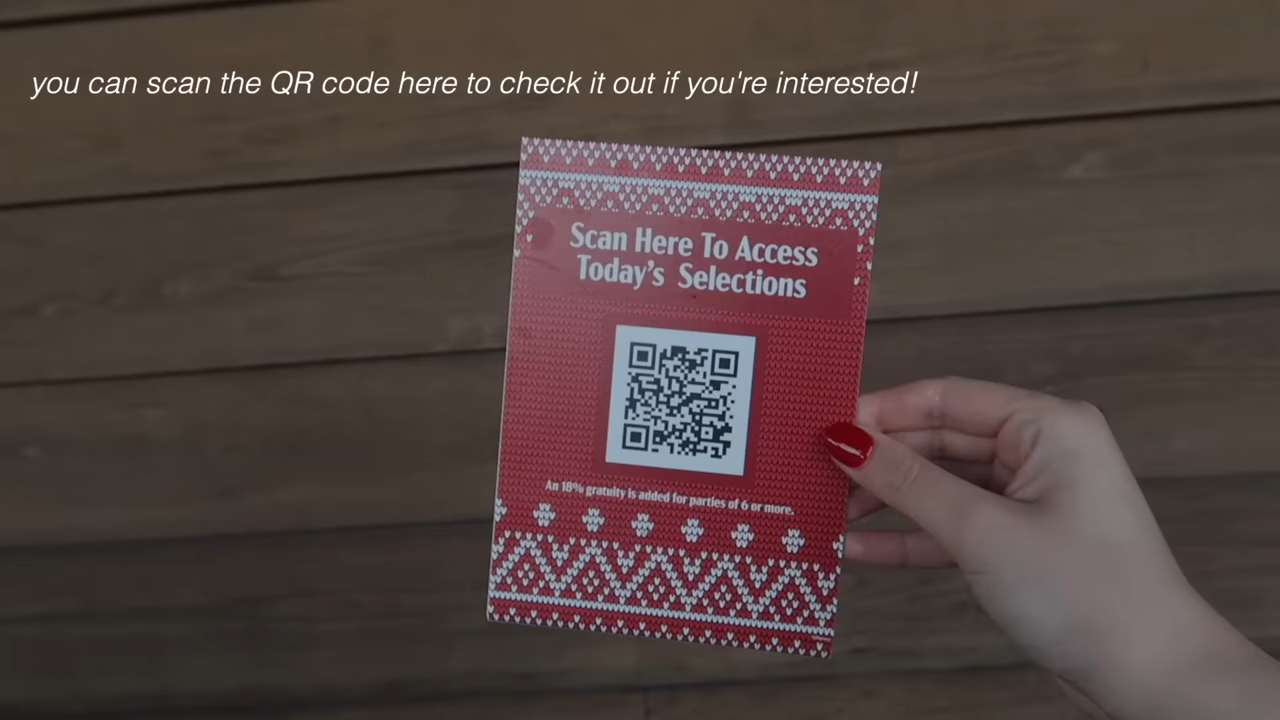 you can scan the QR code here to check it out if you're interested!
Scan Here To Access
Today's Selections
An 18% gratuity is added for parties of 6 or more.